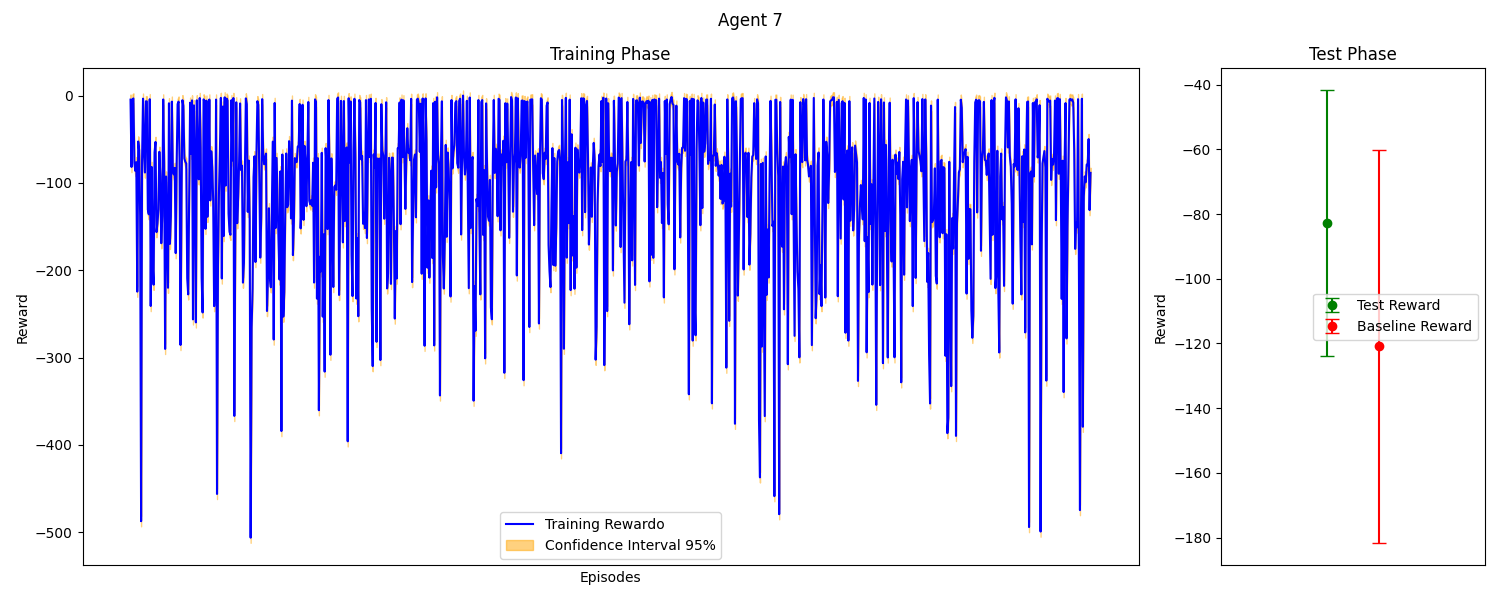 Agent 7
Training Phase
Reward
0
−100
−200
−300
−400
−500
Training Rewardo
Confidence Interval 95%
Episodes
Test Phase
Reward
−40
−60
−80
−100
−120
−140
−160
−180
Test Reward
Baseline Reward